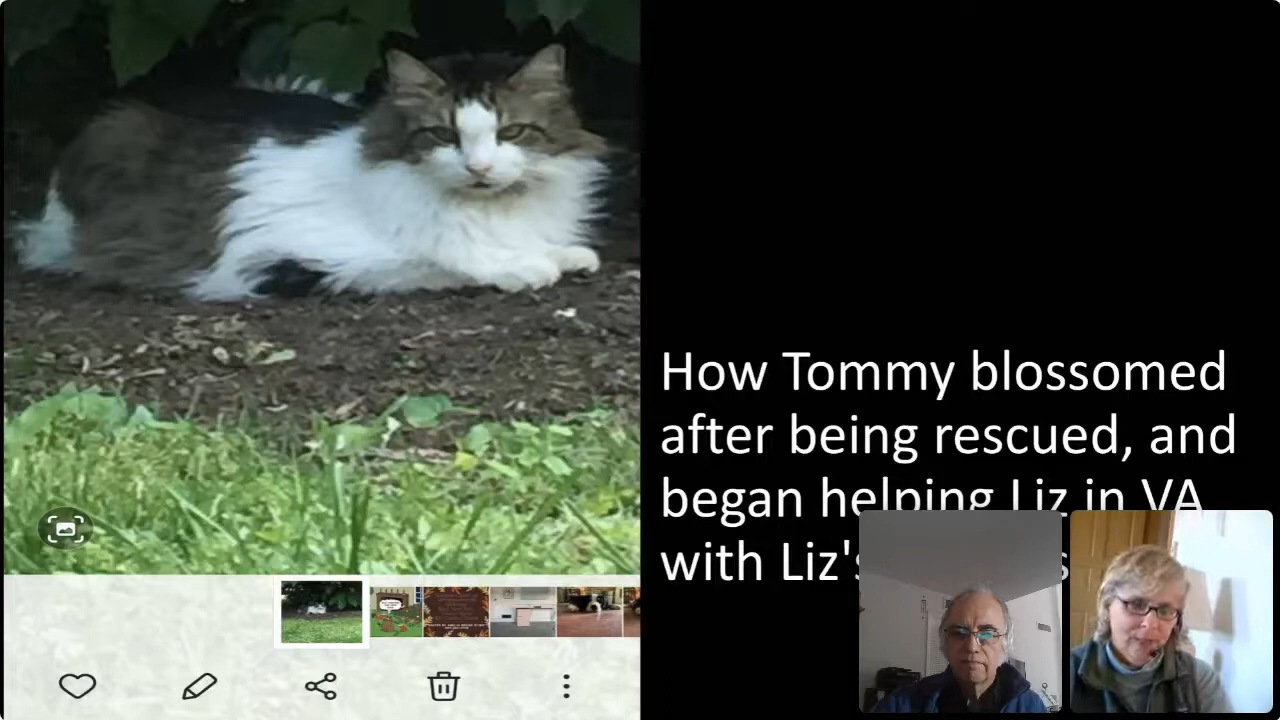 How Tommy blossomed
after being rescued, and
began helping Liz in VA
with Liz's